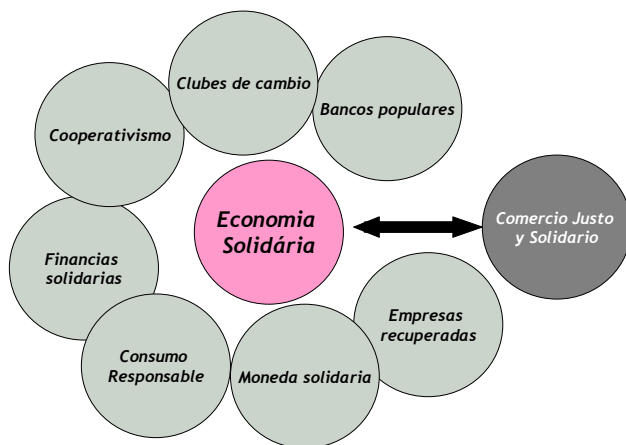 Clubes de cambio
Bancos populares
Cooperativismo
Economia
Solidária
Comercio Justo
y Solidario
Financias
solidarias
Empresas
recuperadas
Consumo
Responsable
Moneda solidaria